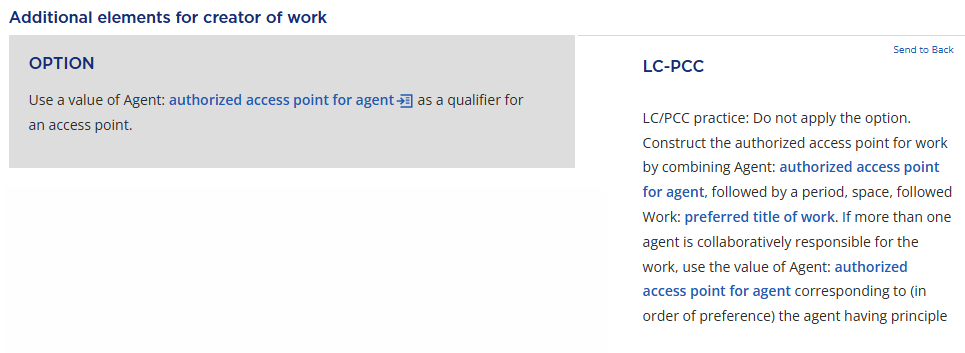 Additional elements for creator of work
OPTION
Use a value of Agent: authorized access point for agent as a qualifier for
an access point.
Send to Back
LC-PCC
LC/PCC practice: Do not apply the option.
Construct the authorized access point for work
by combining Agent: authorized access point
for agent, followed by a period, space, followed
Work: preferred title of work. If more than one
agent is collaboratively responsible for the
work, use the value of Agent: authorized
access point for agent corresponding to (in
order of preference) the agent having principle